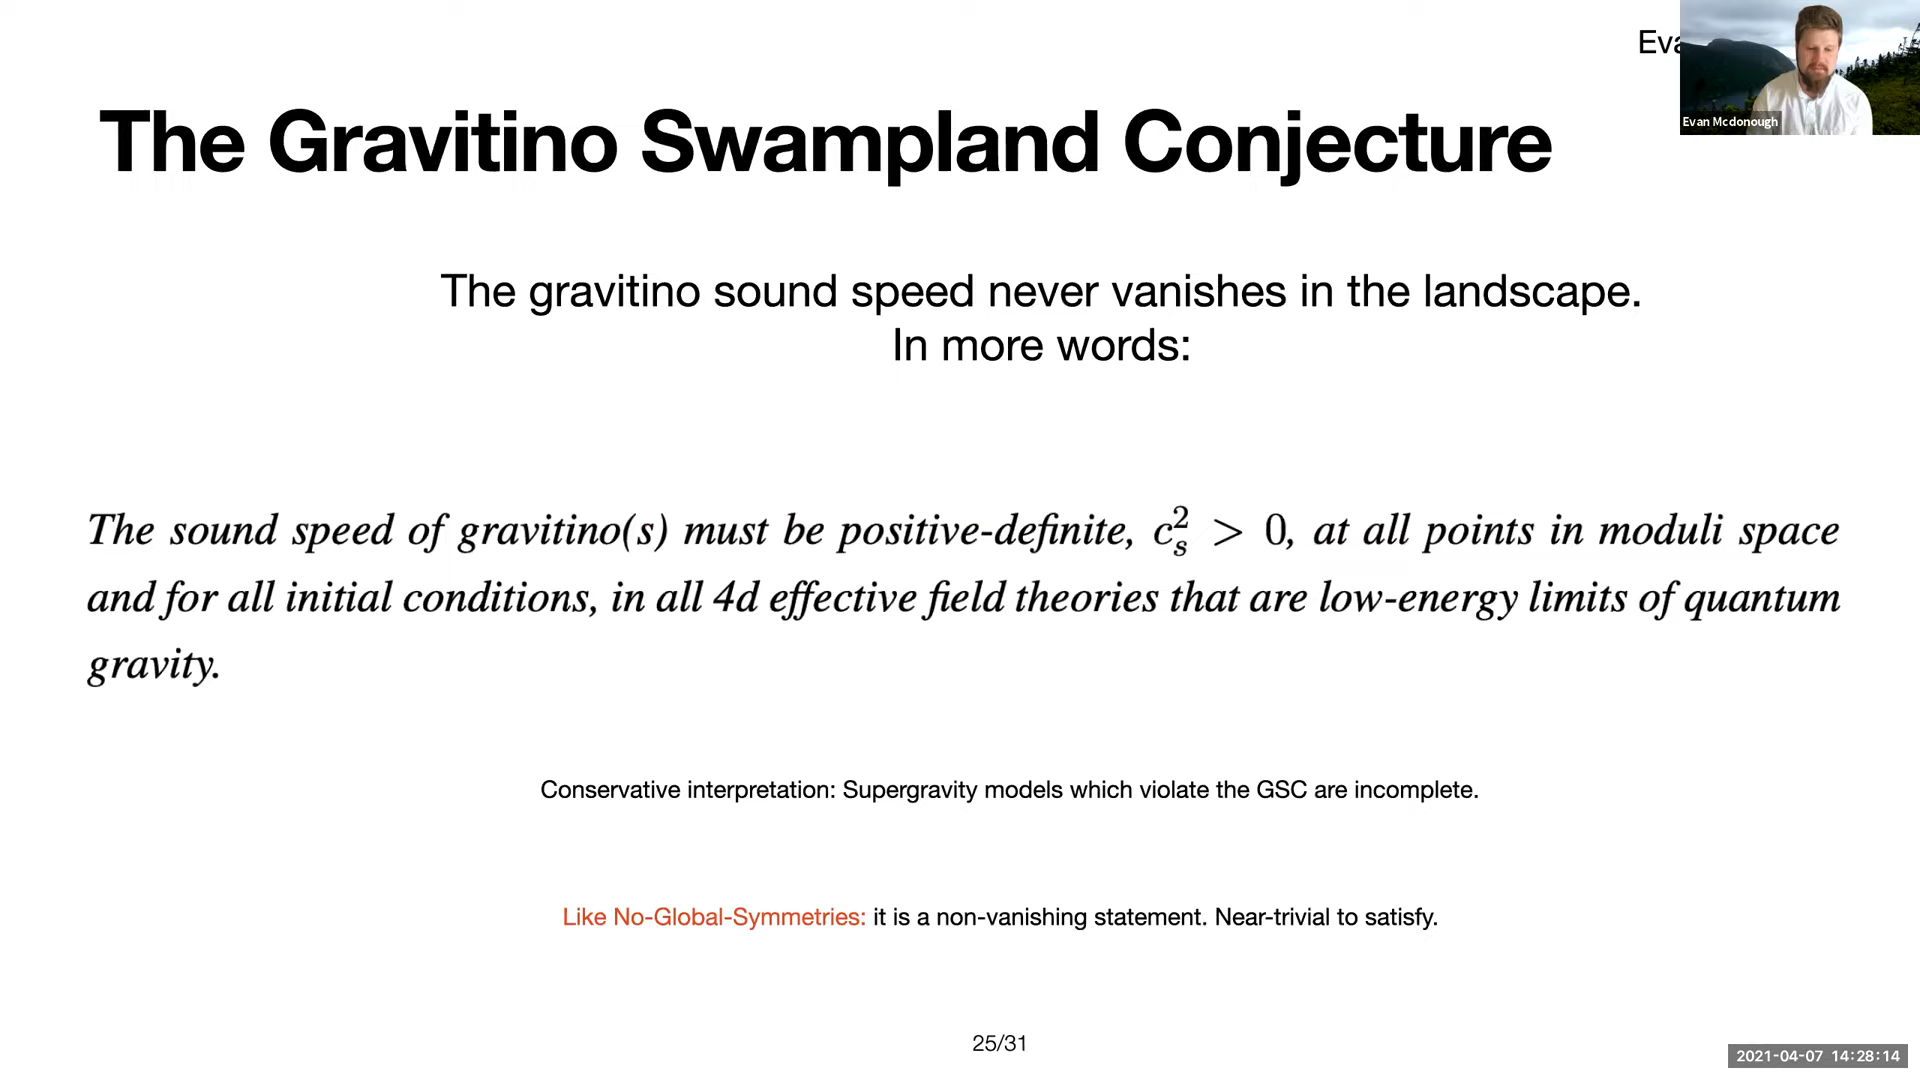 Eva
Evan Mcdonough
The Gravitino Swampland Conjecture
The gravitino sound speed never vanishes in the landscape.
In more words:
The sound speed of gravitino(s) must be positive-definite, c_s^2 > 0, at all points in moduli space
and for all initial conditions, in all 4d effective field theories that are low-energy limits of quantum
gravity.
Conservative interpretation: Supergravity models which violate the GSC are incomplete.
Like No-Global-Symmetries: it is a non-vanishing statement. Near-trivial to satisfy.
25/31
2021-04-07 14:28:14